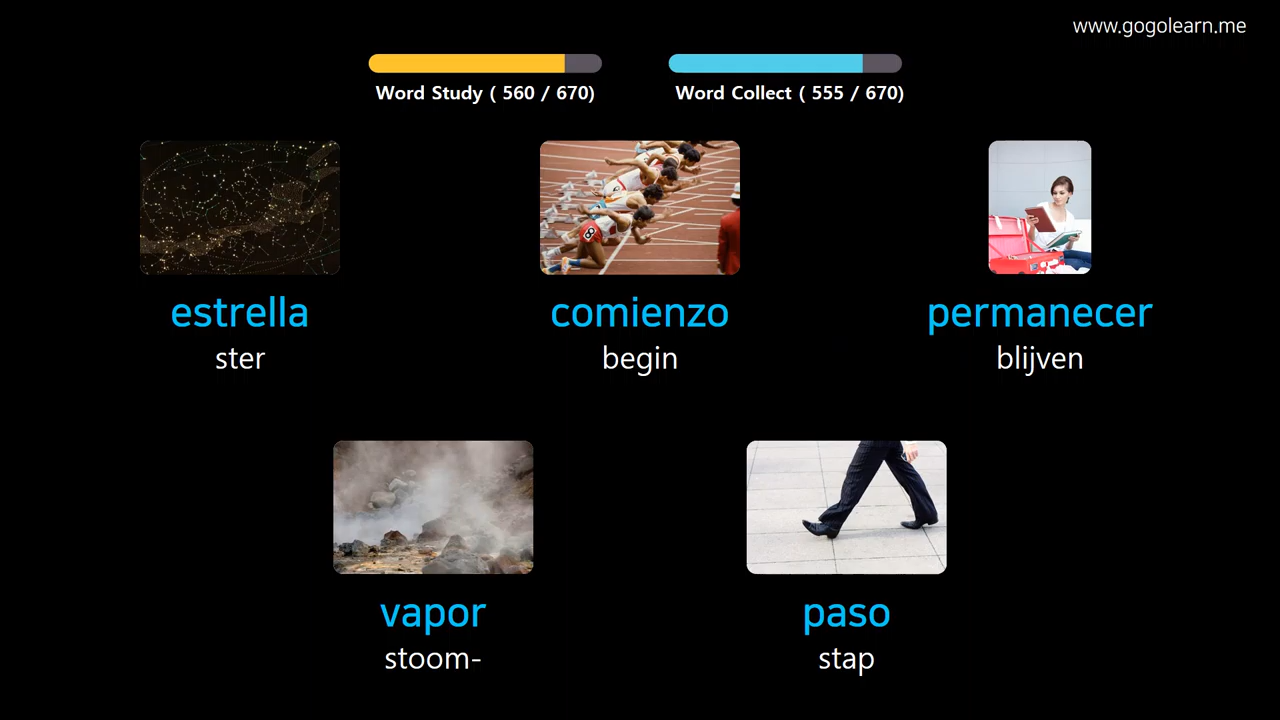 www.gogolearn.me
Word Study ( 560 / 670)
Word Collect ( 555 / 670)
estrella
ster
comienzo
begin
permanecer
blijven
vapor
stoom-
paso
stap